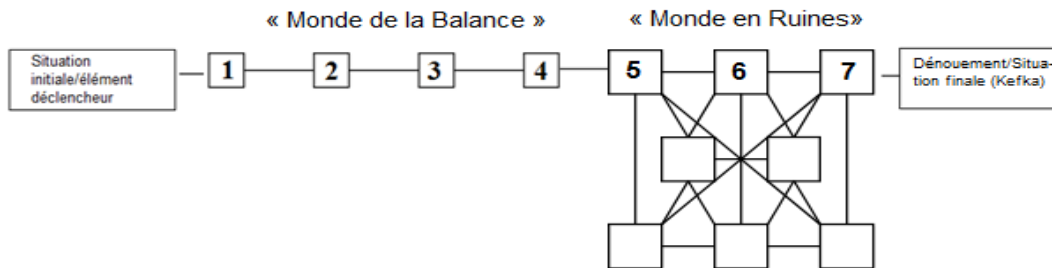 « Monde de la Balance »
« Monde en Ruines»
Situation
initiale/élément
déclencheur
1
2
3
4
5
6
7
Dénouement/Situa-
tion finale (Kefka)